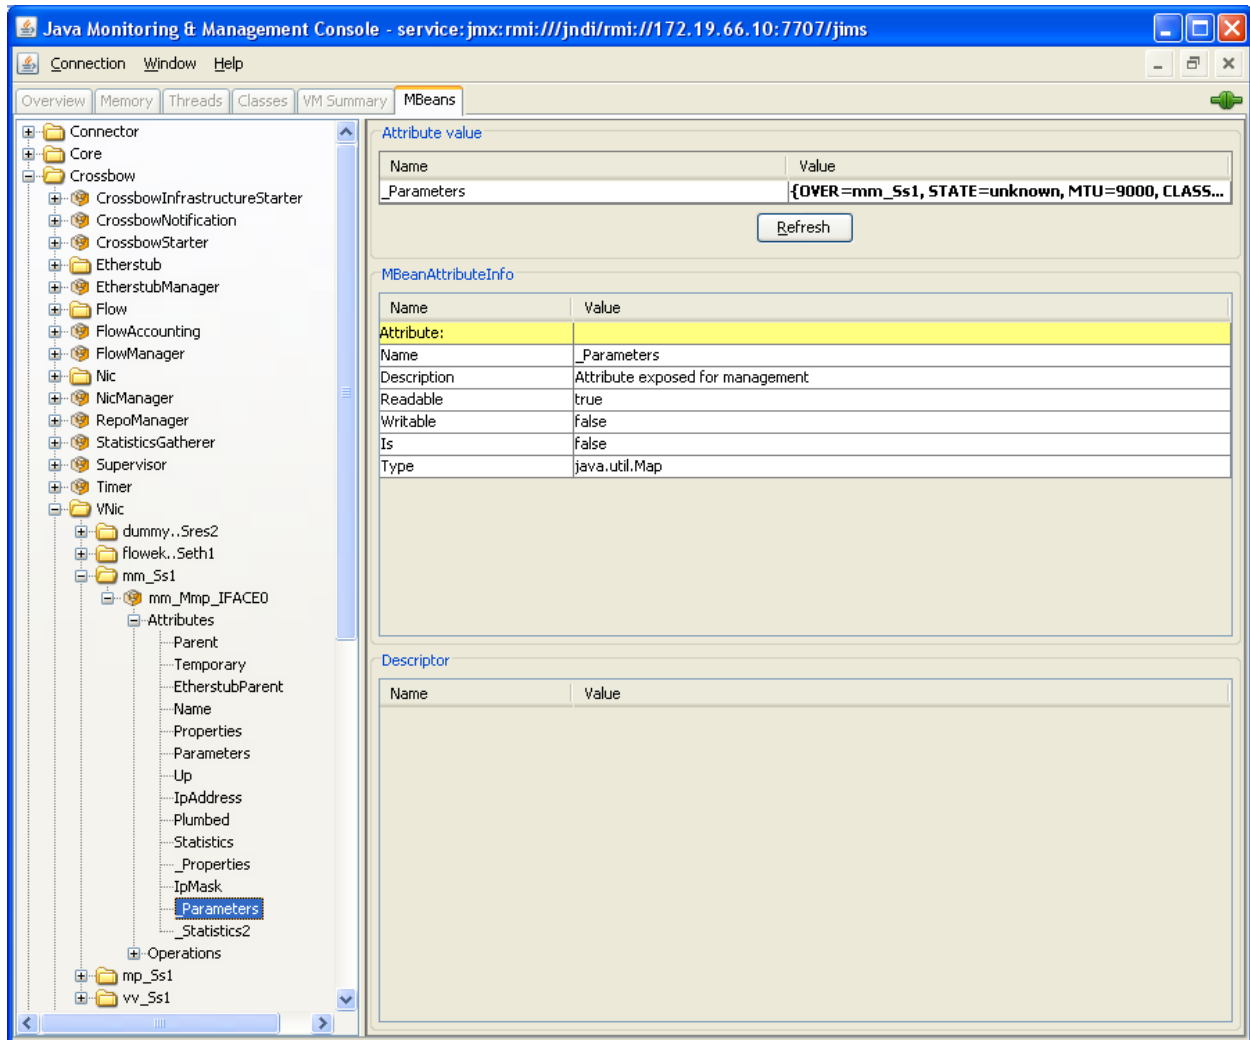 Java Monitoring & Management Console - service:jmx:rmi:///jndi/rmi://172.19.66.10:7707/jims
Connection Window Help
Overview Memory Threads Classes VM Summary MBeans
Connector
Core
Crossbow
CrossbowInfrastructureStarter
CrossbowNotification
CrossbowStarter
Etherstub
EtherstubManager
Flow
FlowAccounting
FlowManager
Nic
NicManager
RepoManager
StatisticsGatherer
Supervisor
Timer
VNic
dummy..Sres2
flowek..Seth1
mm_Ss1
mm_Mmp_IFACE0
Attributes
Parent
Temporary
EtherstubParent
Name
Properties
Parameters
Up
IpAddress
Plumbed
Statistics
_Properties
IpMask
_Parameters
_Statistics2
Operations
mp_Ss1
vv_Ss1
Attribute value
Name Value
_Parameters {OVER=mm_Ss1, STATE=unknown, MTU=9000, CLASS...
Refresh
MBeanAttributeInfo
Name Value
Attribute:
Name _Parameters
Description Attribute exposed for management
Readable true
Writable false
Is false
Type java.util.Map
Descriptor
Name Value